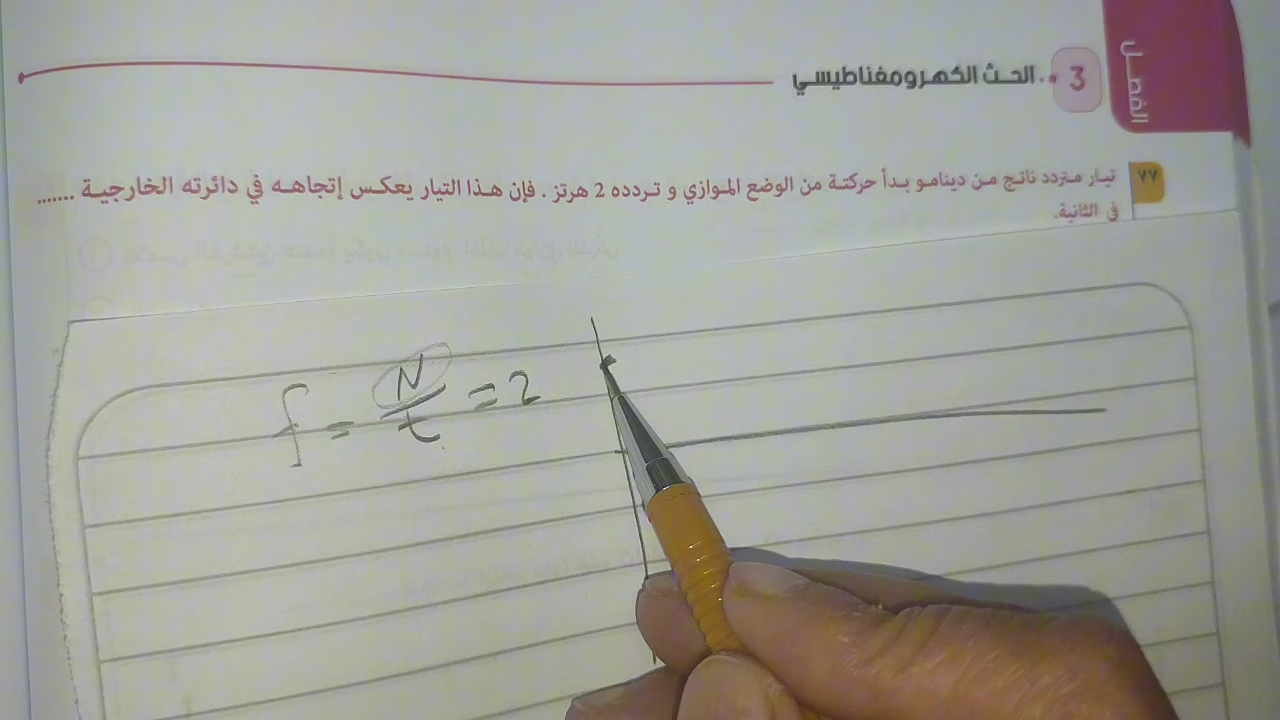 الفصل
3 الحث الكهرومغناطيسي
٧٧ تيار متردد ناتج من دينامو بدأ حركتة من الوضع الموازي و تردده 2 هرتز . فإن هذا التيار يعكس إتجاهه في دائرته الخارجية .......
في الثانية.
f = N/t = 2